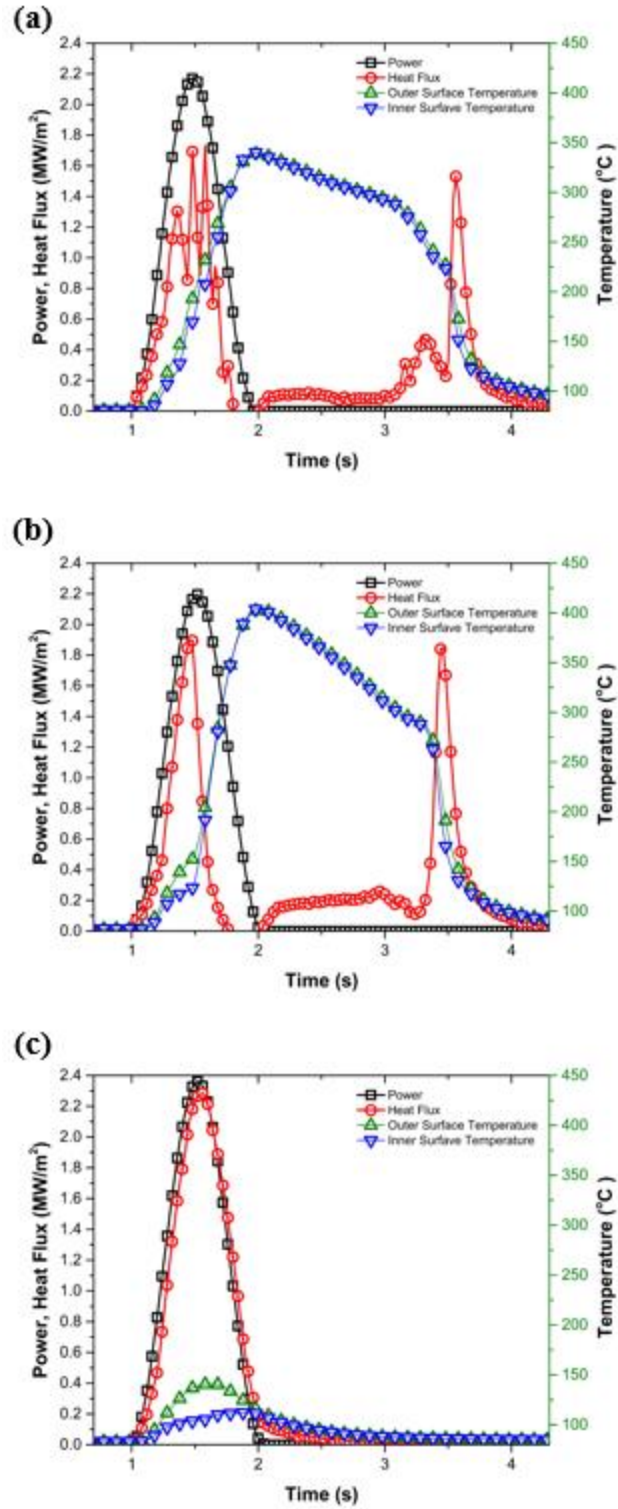 (a)
Power
Heat Flux
Outer Surface Temperature
Inner Surfave Temperature
Power, Heat Flux (MW/m²)
2.4
2.2
2.0
1.8
1.6
1.4
1.2
1.0
0.8
0.6
0.4
0.2
0.0
450
400
350
300
250
200
150
100
Temperature (°C)
1 2 3 4
Time (s)
(b)
Power
Heat Flux
Outer Surface Temperature
Inner Surfave Temperature
Power, Heat Flux (MW/m²)
2.4
2.2
2.0
1.8
1.6
1.4
1.2
1.0
0.8
0.6
0.4
0.2
0.0
450
400
350
300
250
200
150
100
Temperature (°C)
1 2 3 4
Time (s)
(c)
Power
Heat Flux
Outer Surface Temperature
Inner Surfave Temperature
Power, Heat Flux (MW/m²)
2.4
2.2
2.0
1.8
1.6
1.4
1.2
1.0
0.8
0.6
0.4
0.2
0.0
450
400
350
300
250
200
150
100
Temperature (°C)
1 2 3 4
Time (s)